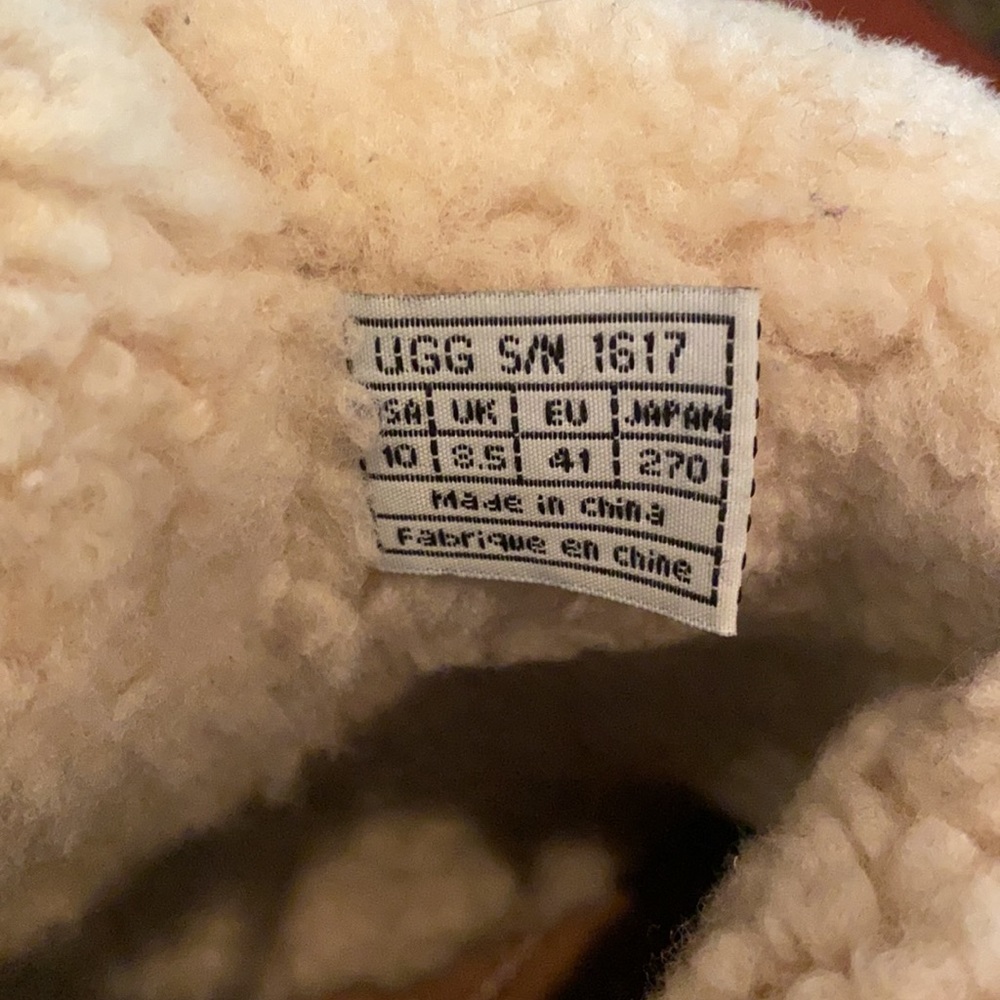 UGG S/N 1617
SA UK EU JAPAN
10 8.5 41 270
Made in china
Fabrique en chine